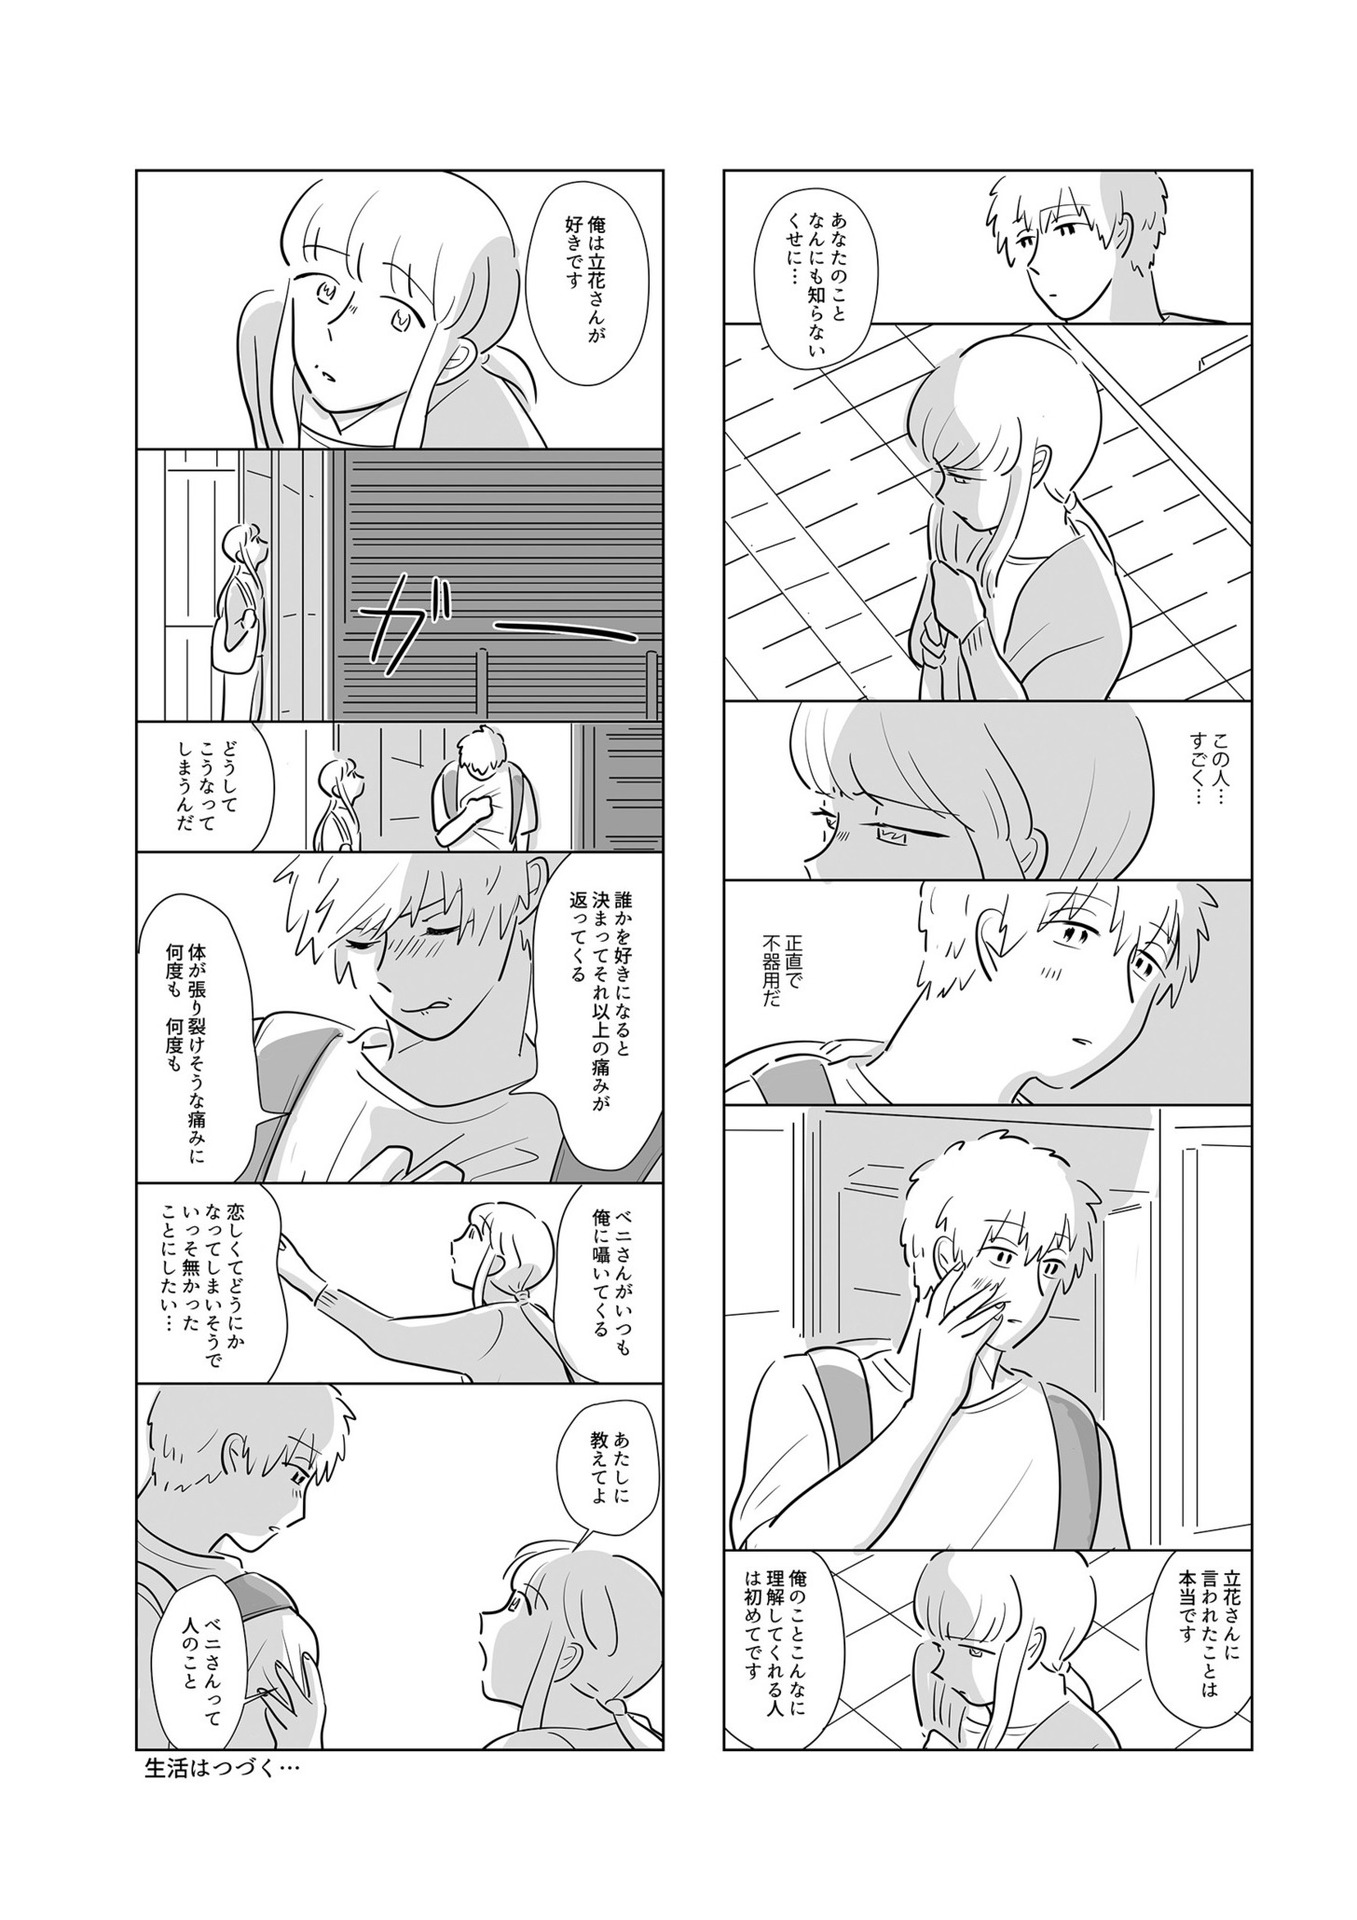 あなたのこと
なんにも知らない
くせに…
この人…
すごく…
正直で
不器用だ
立花さんに
言われたことは
本当です
俺のことこんなに
理解してくれる人
は初めてです
俺は立花さんが
好きです
ガー
どうして
こうなって
しまうんだ
誰かを好きになると
決まってそれ以上の痛みが
返ってくる
体が張り裂けそうな痛みに
何度も　何度も
ベニさんがいつも
俺に囁いてくる
恋しくてどうにか
なってしまいそうで
いっそ無かった
ことにしたい…
あたしに
教えてよ
ベニさんって
人のこと
生活はつづく…